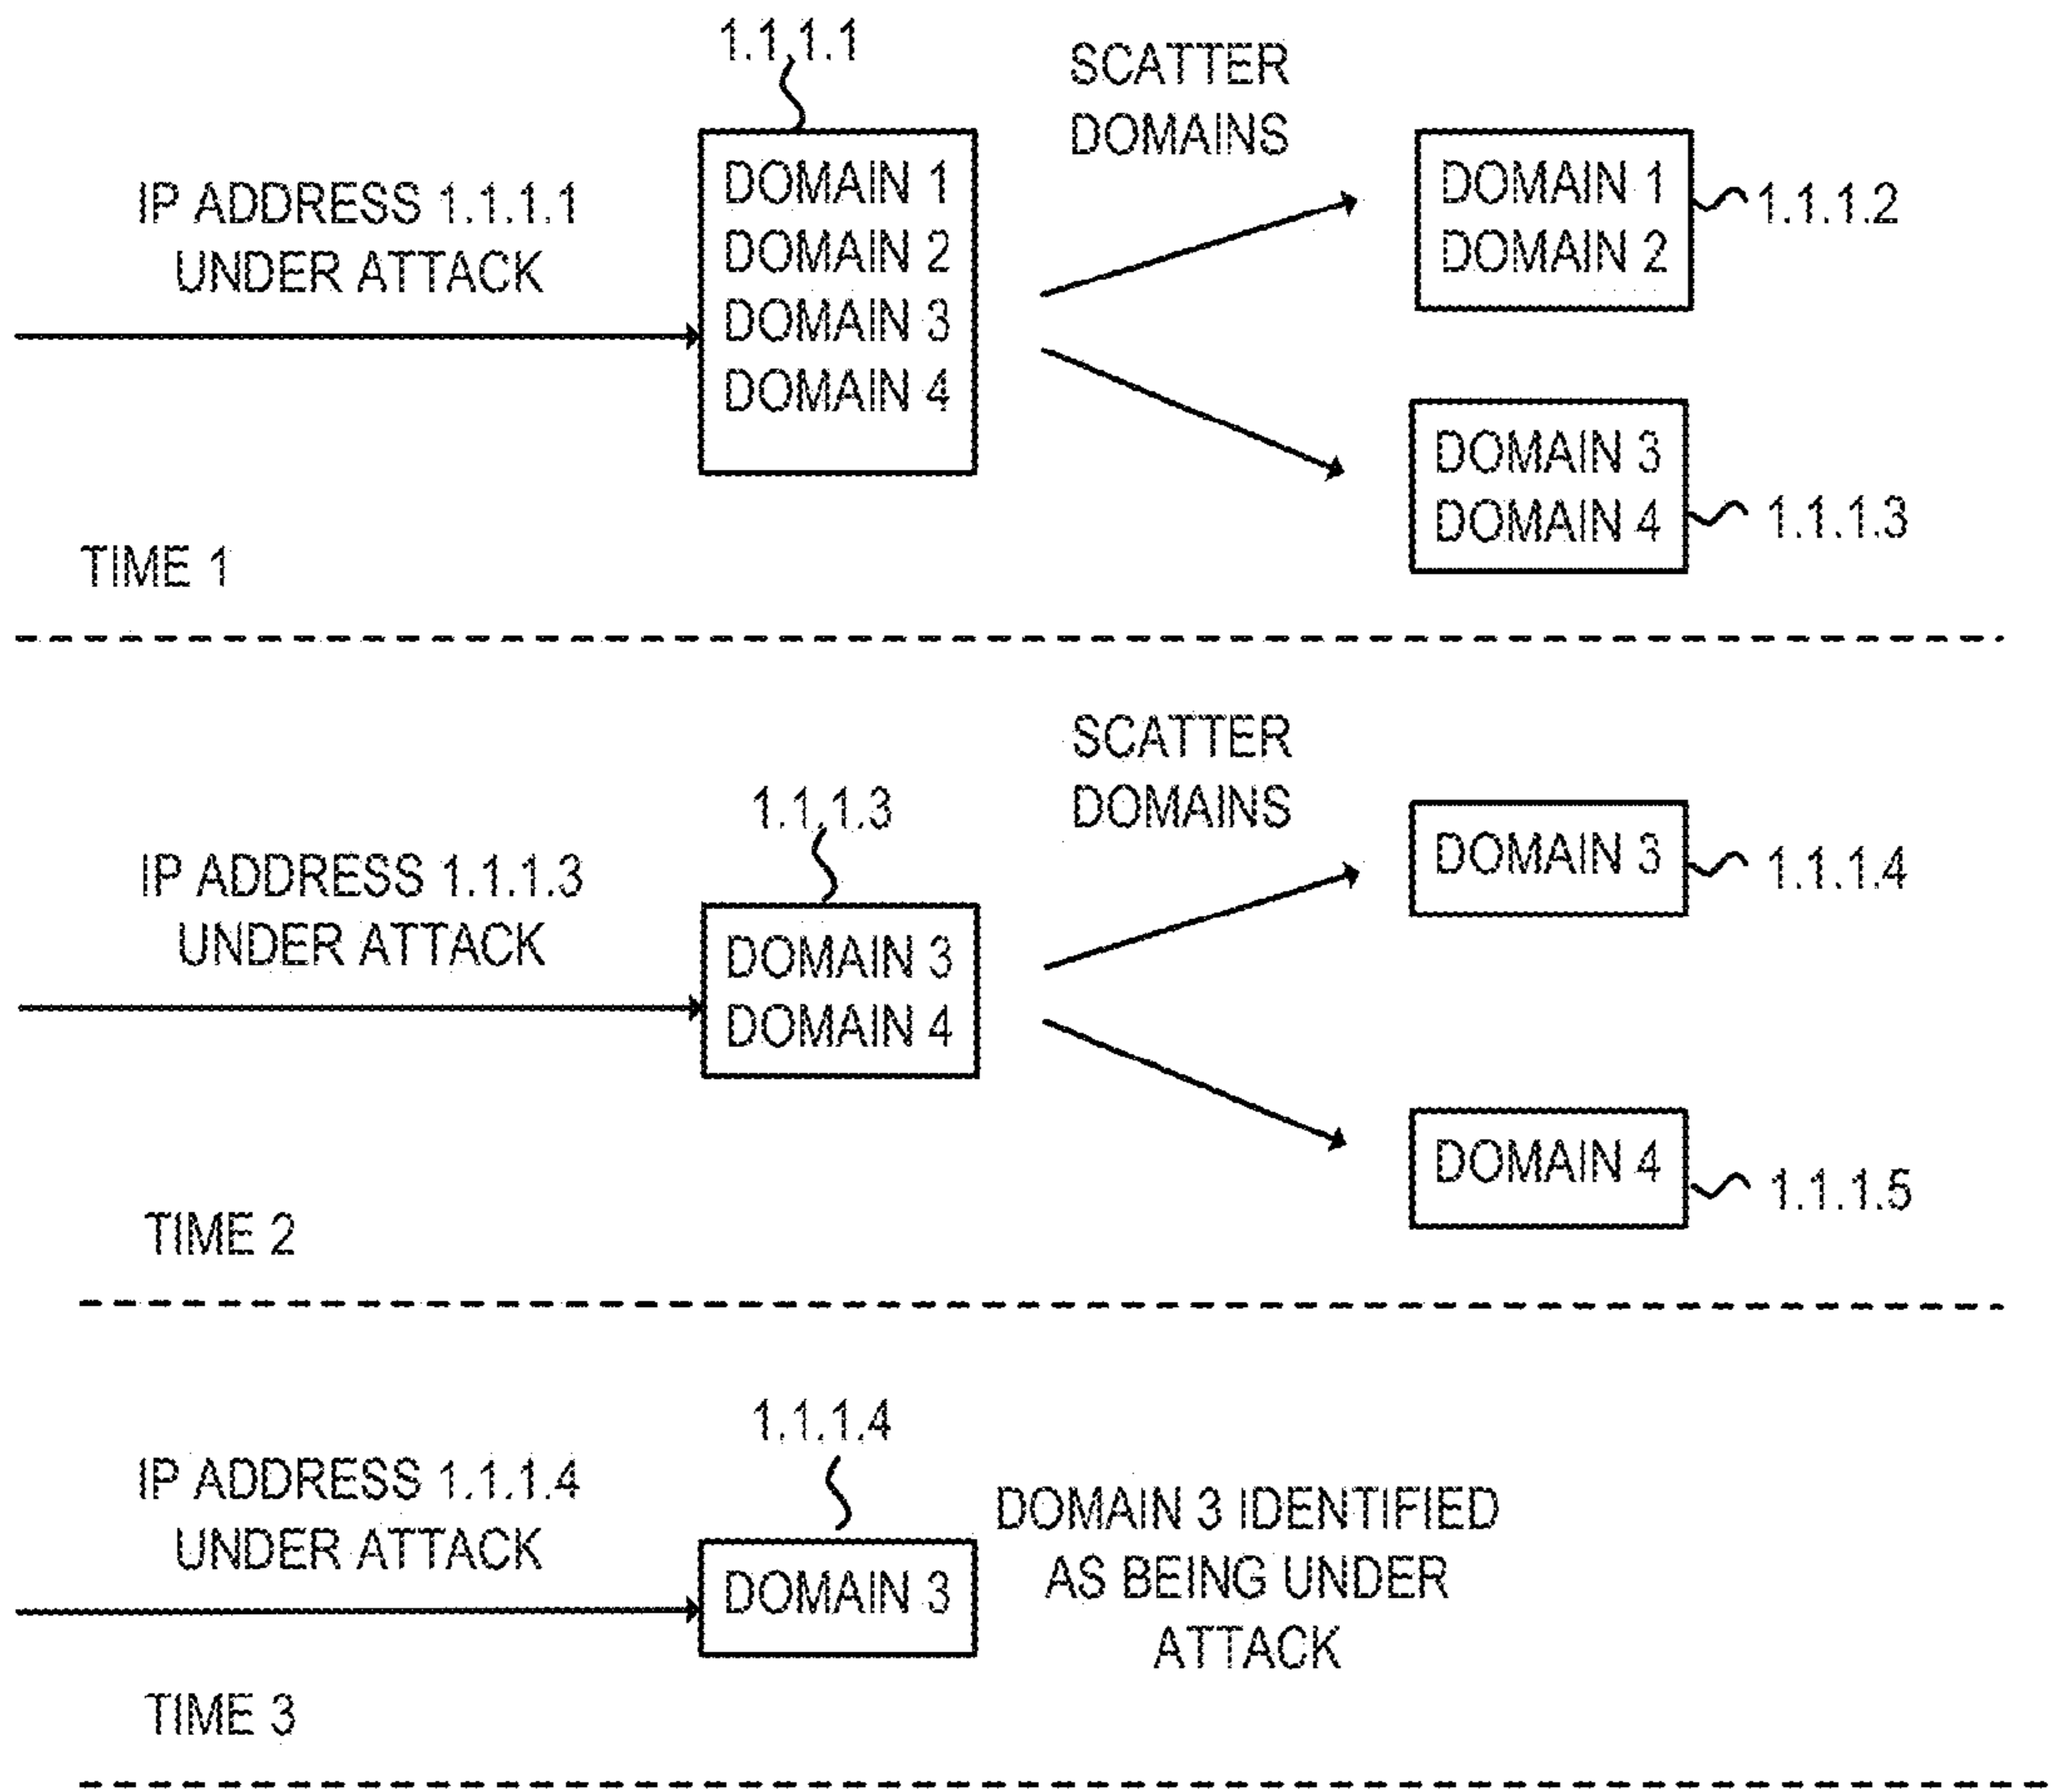 1.1.1.1
SCATTER
DOMAINS
IP ADDRESS 1.1.1.1
UNDER ATTACK
DOMAIN 1
DOMAIN 2
DOMAIN 3
DOMAIN 4
DOMAIN 1
DOMAIN 2
1.1.1.2
DOMAIN 3
DOMAIN 4
1.1.1.3
TIME 1
SCATTER
DOMAINS
1.1.1.3
IP ADDRESS 1.1.1.3
UNDER ATTACK
DOMAIN 3
DOMAIN 4
DOMAIN 3
1.1.1.4
DOMAIN 4
1.1.1.5
TIME 2
1.1.1.4
IP ADDRESS 1.1.1.4
UNDER ATTACK
DOMAIN 3
DOMAIN 3 IDENTIFIED
AS BEING UNDER
ATTACK
TIME 3